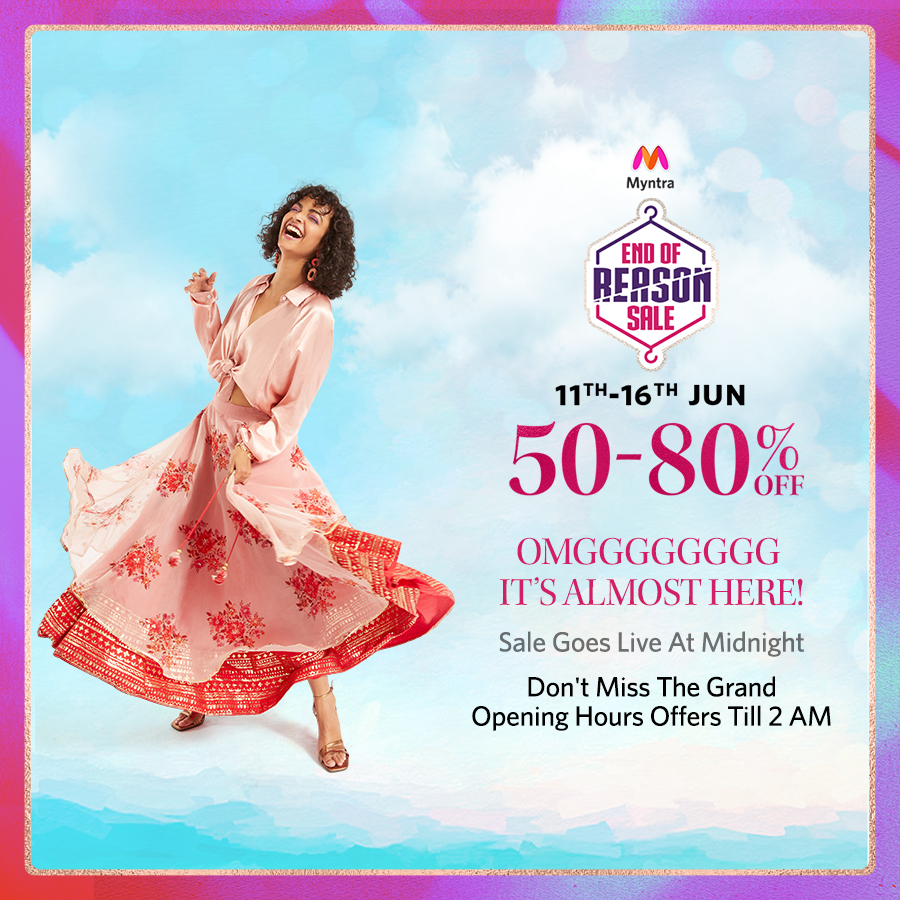 Myntra
END OF
REASON
SALE
11TH-16TH JUN
50-80% OFF
OMGGGGGGGG
IT'S ALMOST HERE!
Sale Goes Live At Midnight
Don't Miss The Grand
Opening Hours Offers Till 2 AM